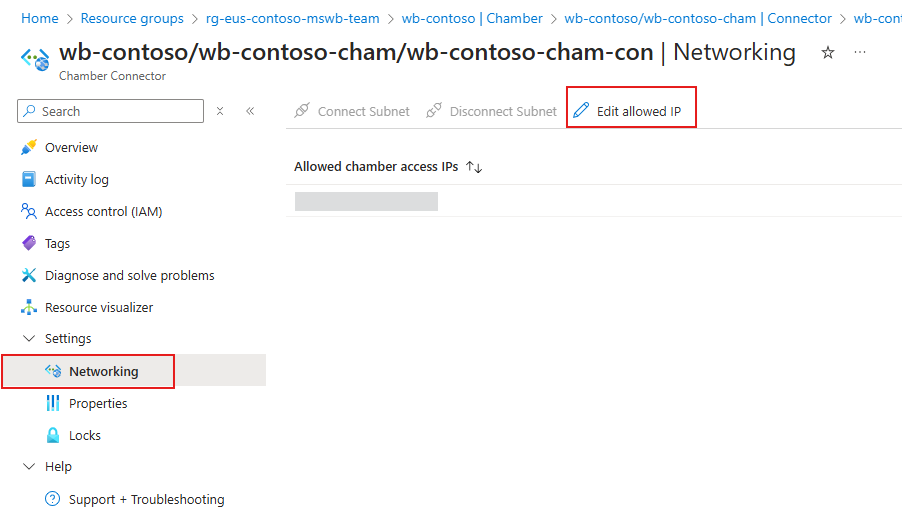 Home > Resource groups > rg-eus-contoso-mswb-team > wb-contoso | Chamber > wb-contoso/wb-contoso-cham | Connector > wb-cont
wb-contoso/wb-contoso-cham/wb-contoso-cham-con | Networking
Chamber Connector
Search
Connect Subnet Disconnect Subnet Edit allowed IP
Overview
Activity log
Access control (IAM)
Tags
Diagnose and solve problems
Resource visualizer
Settings
Networking
Properties
Locks
Help
Support + Troubleshooting
Allowed chamber access IPs